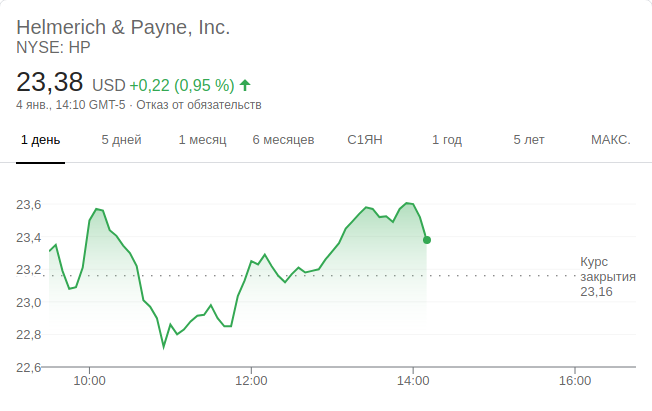 Helmerich & Payne, Inc.
NYSE: HP
23,38 USD +0,22 (0,95 %)
4 янв., 14:10 GMT-5 · Отказ от обязательств
1 день 5 дней 1 месяц 6 месяцев С1ЯН 1 год 5 лет МАКС.
23,6
23,4
23,2
23,0
22,8
22,6
Курс
закрытия
23,16
10:00 12:00 14:00 16:00